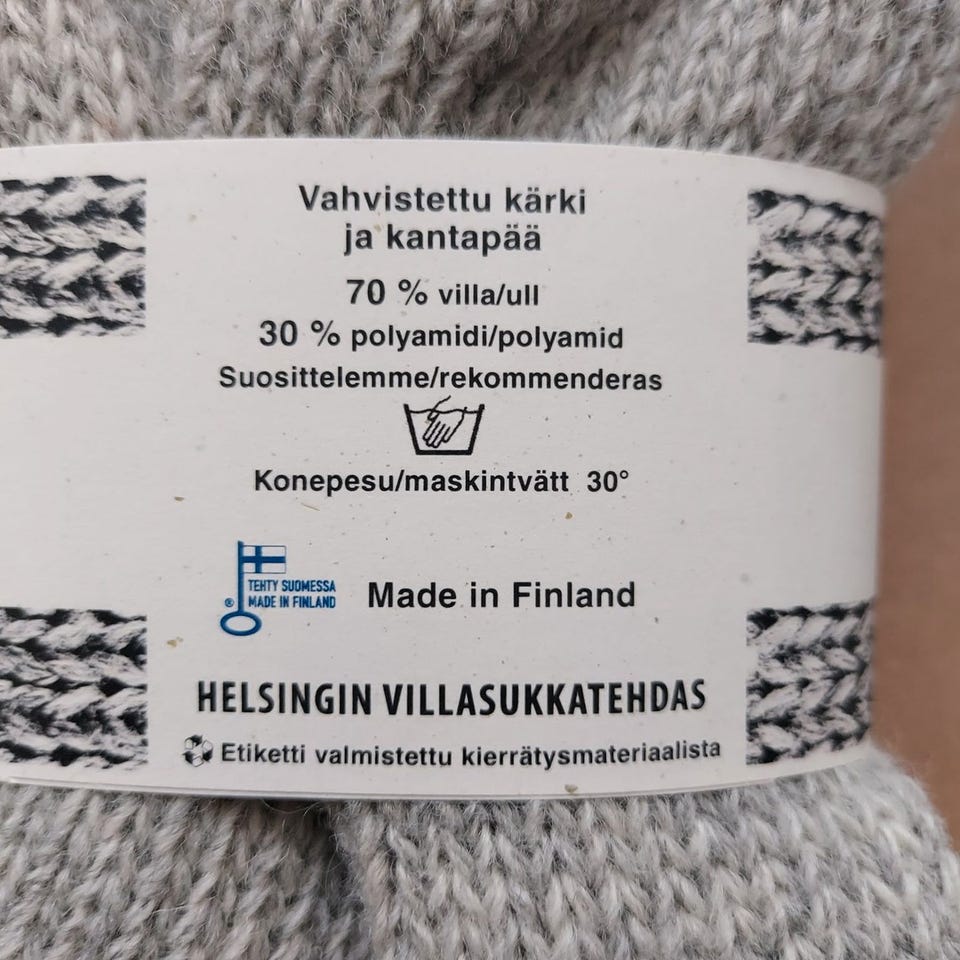 Vahvistettu kärki
ja kantapää
70 % villa/ull
30 % polyamidi/polyamid
Suosittelemme/rekommenderas
Konepesu/maskintvätt 30°
TEHTY SUOMESSA
® MADE IN FINLAND
Made in Finland
HELSINGIN VILLASUKKATEHDAS
Etiketti valmistettu kierrätysmateriaalista